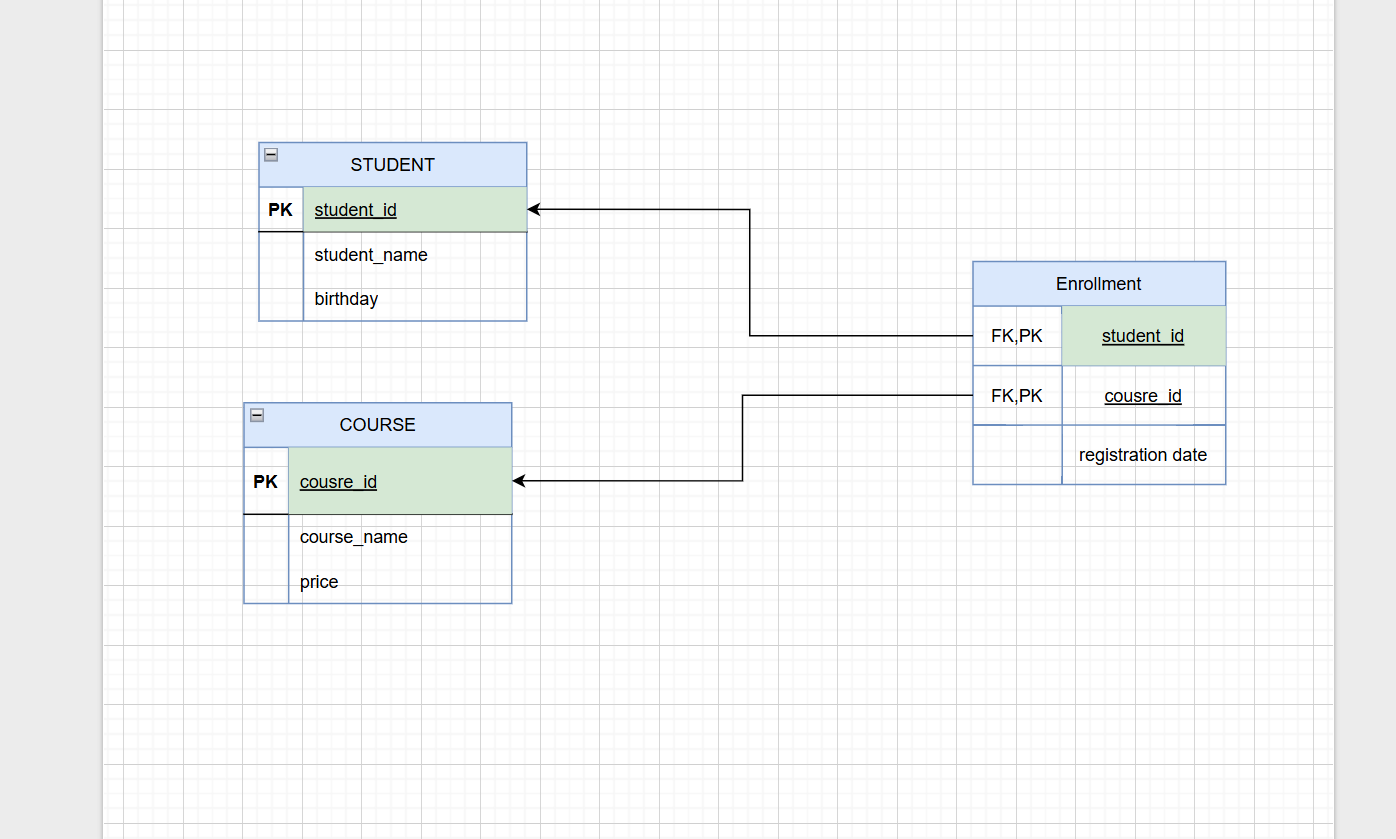 STUDENT
PK student_id
student_name
birthday
COURSE
PK cousre_id
course_name
price
Enrollment
FK,PK student_id
FK,PK cousre_id
registration date